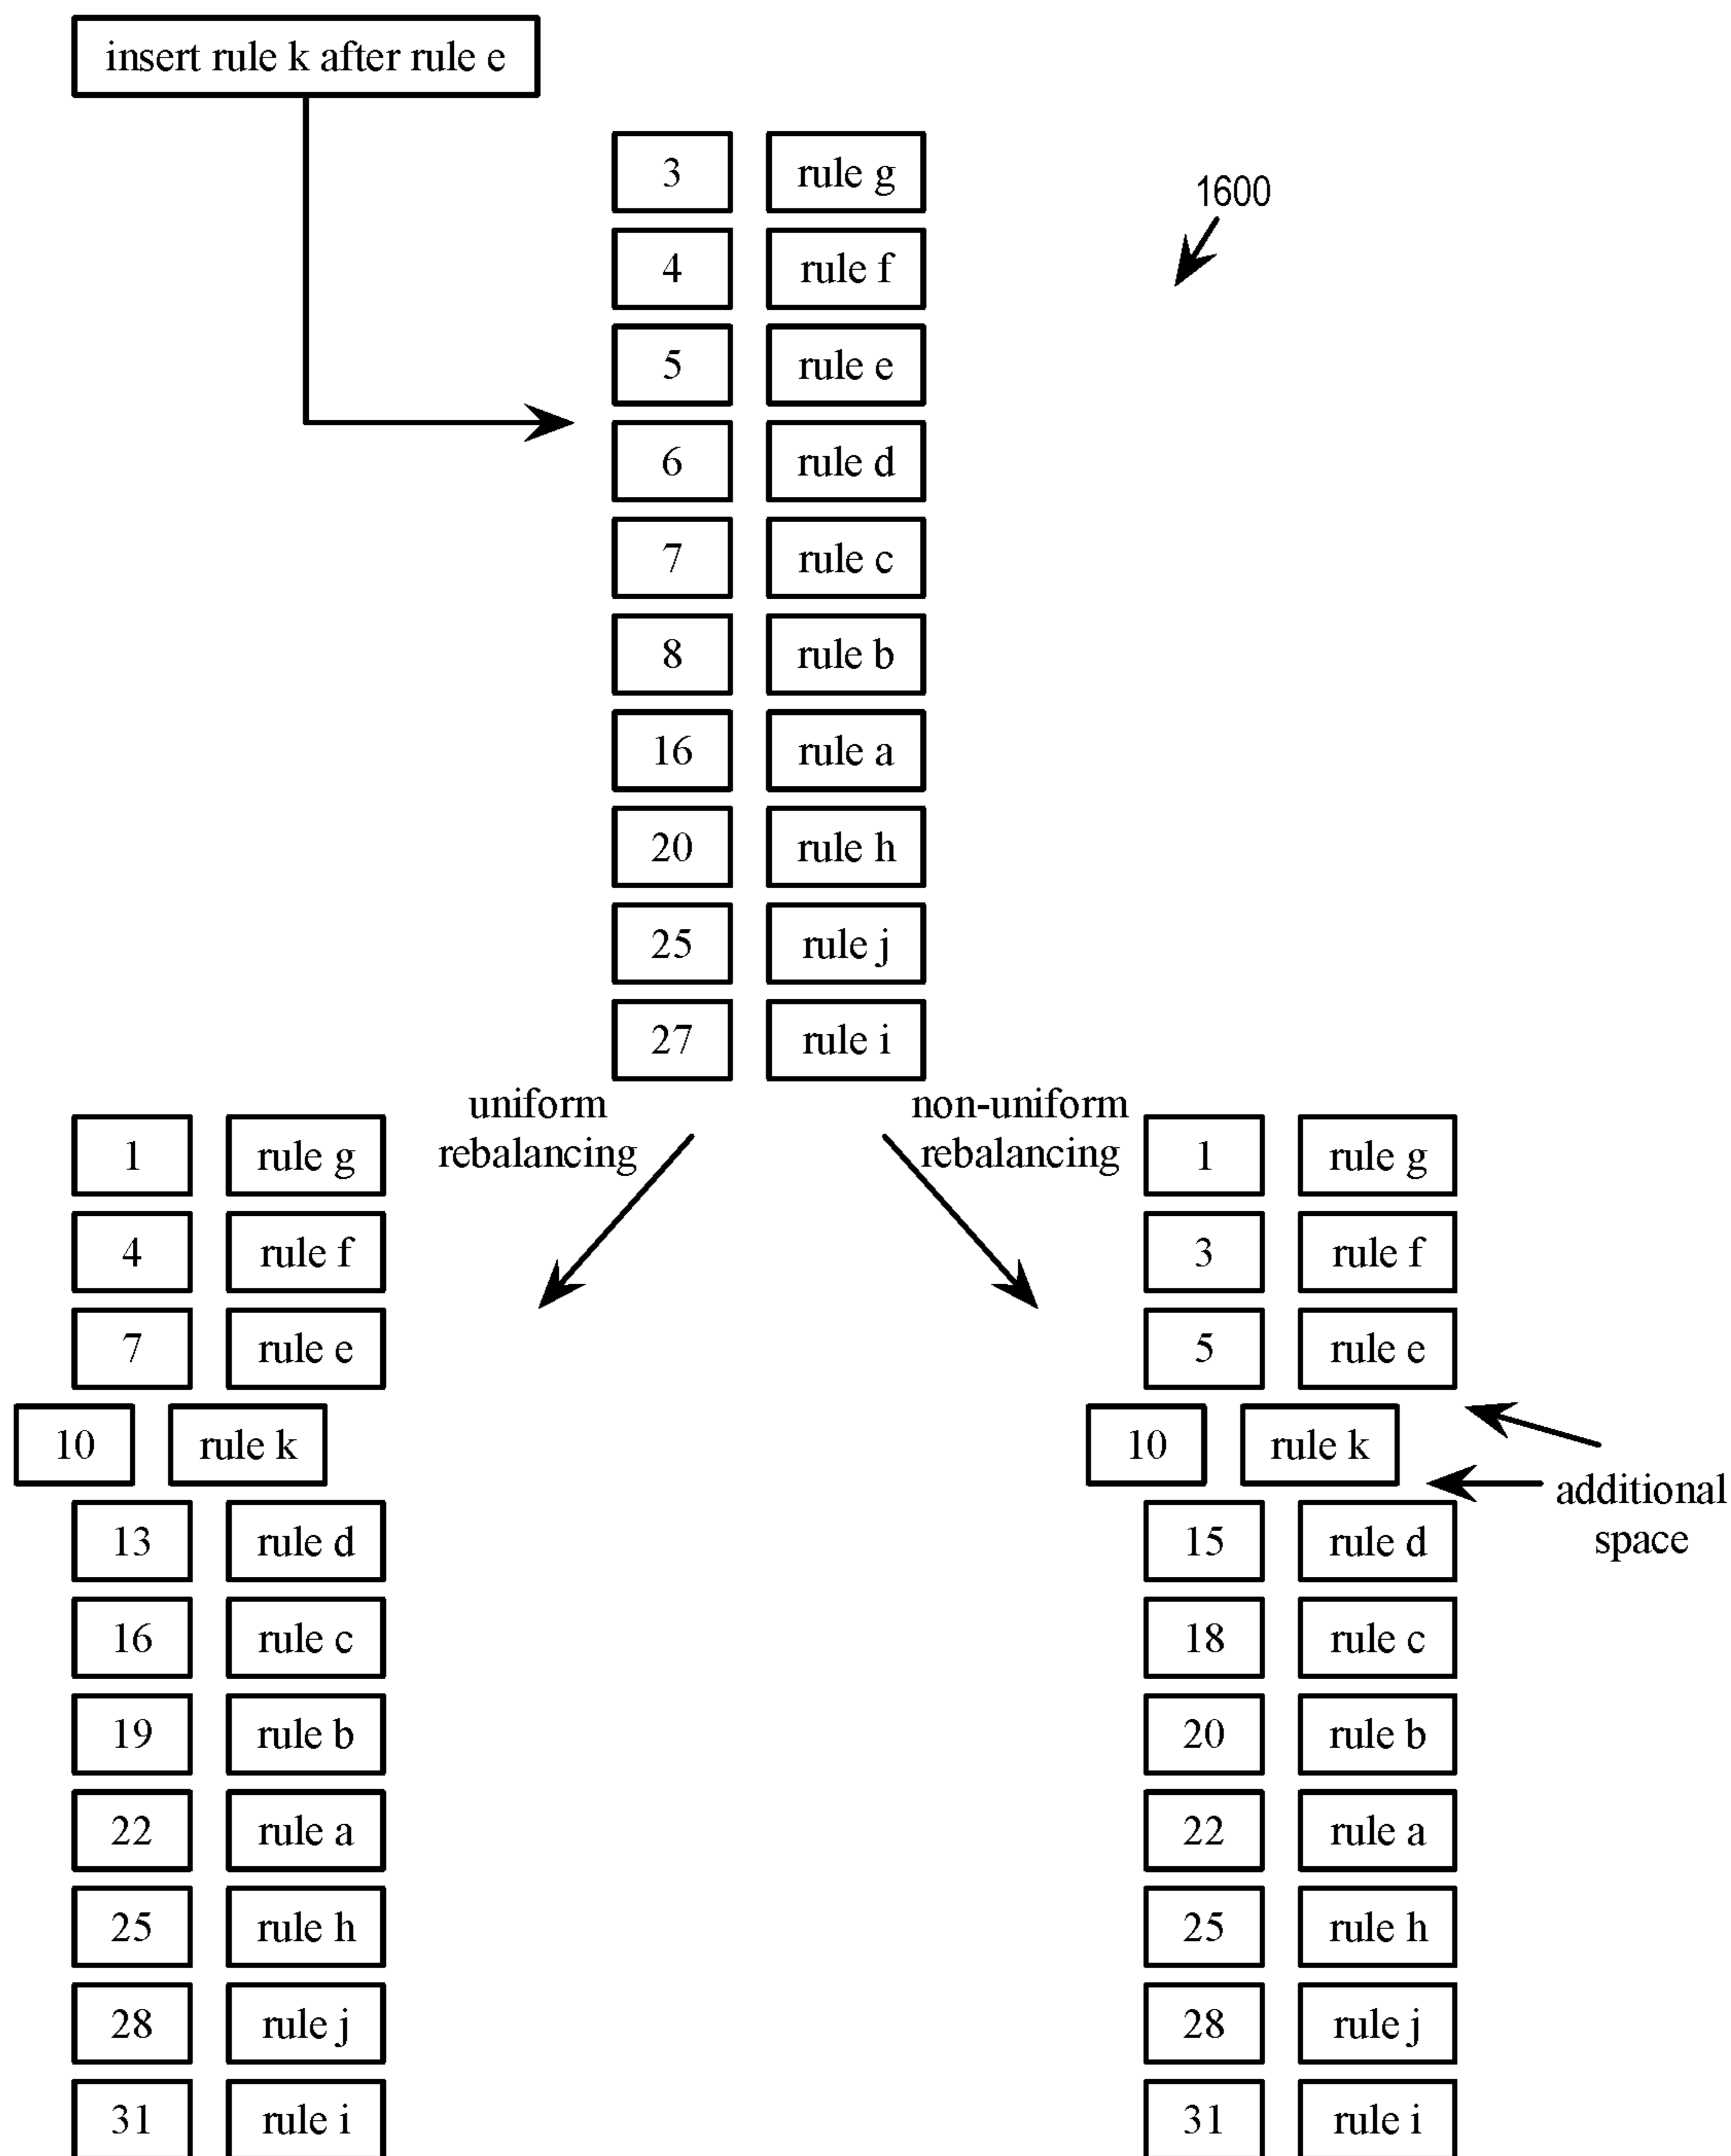 insert rule k after rule e
1600
3 rule g
4 rule f
5 rule e
6 rule d
7 rule c
8 rule b
16 rule a
20 rule h
25 rule j
27 rule i
uniform
rebalancing
non-uniform
rebalancing
1 rule g
4 rule f
7 rule e
10 rule k
13 rule d
16 rule c
19 rule b
22 rule a
25 rule h
28 rule j
31 rule i
1 rule g
3 rule f
5 rule e
10 rule k
additional
space
15 rule d
18 rule c
20 rule b
22 rule a
25 rule h
28 rule j
31 rule i